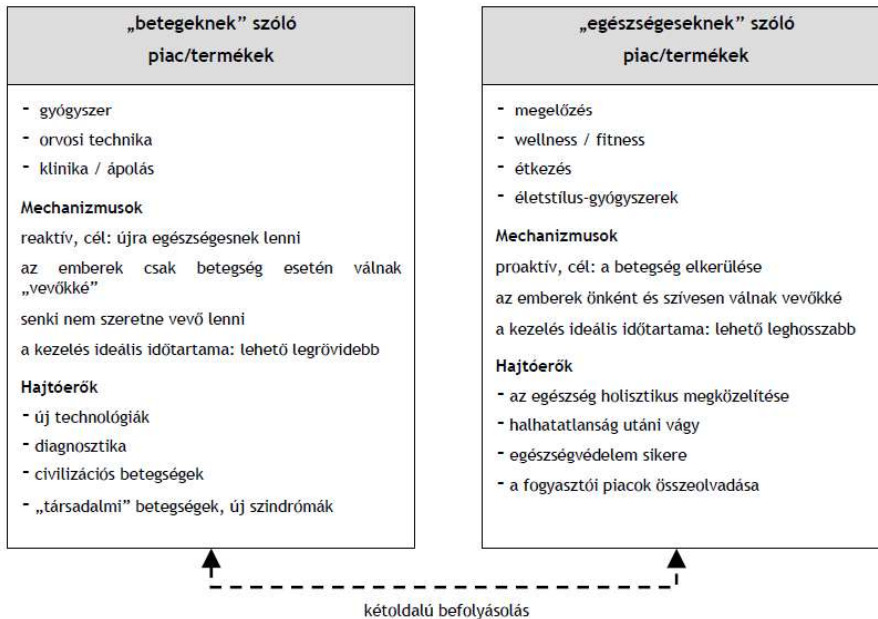 „betegeknek” szóló
piac/termékek
- gyógyszer
- orvosi technika
- klinika / ápolás
Mechanizmusok
reaktív, cél: újra egészségesnek lenni
az emberek csak betegség esetén válnak
„vevőkké”
senki nem szeretne vevő lenni
a kezelés ideális időtartama: lehető legrövidebb
Hajtóerők
- új technológiák
- diagnosztika
- civilizációs betegségek
- „társadalmi” betegségek, új szindrómák
„egészségeseknek” szóló
piac/termékek
- megelőzés
- wellness / fitness
- étkezés
- életstílus-gyógyszerek
Mechanizmusok
proaktív, cél: a betegség elkerülése
az emberek önként és szívesen válnak vevőkké
a kezelés ideális időtartama: lehető leghosszabb
Hajtóerők
- az egészség holisztikus megközelítése
- halhatatlanság utáni vágy
- egészségvédelem sikere
- a fogyasztói piacok összeolvadása
kétoldalú befolyásolás